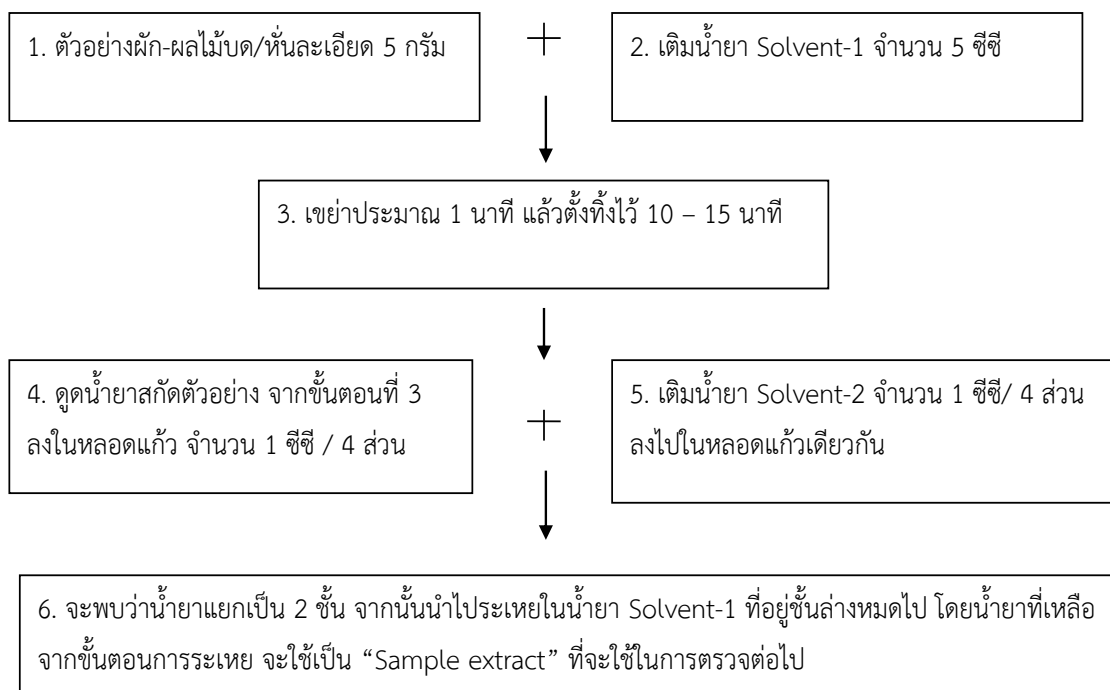 1. ตัวอย่างผัก-ผลไม้บด/หั่นละเอียด 5 กรัม
+
2. เติมน้ำยา Solvent-1 จำนวน 5 ซีซี
3. เขย่าประมาณ 1 นาที แล้วตั้งทิ้งไว้ 10 – 15 นาที
4. ดูดน้ำยาสกัดตัวอย่าง จากขั้นตอนที่ 3
ลงในหลอดแก้ว จำนวน 1 ซีซี / 4 ส่วน
+
5. เติมน้ำยา Solvent-2 จำนวน 1 ซีซี/ 4 ส่วน
ลงไปในหลอดแก้วเดียวกัน
6. จะพบว่าน้ำยาแยกเป็น 2 ชั้น จากนั้นนำไประเหยในน้ำยา Solvent-1 ที่อยู่ชั้นล่างหมดไป โดยน้ำยาที่เหลือ
จากขั้นตอนการระเหย จะใช้เป็น “Sample extract” ที่จะใช้ในการตรวจต่อไป